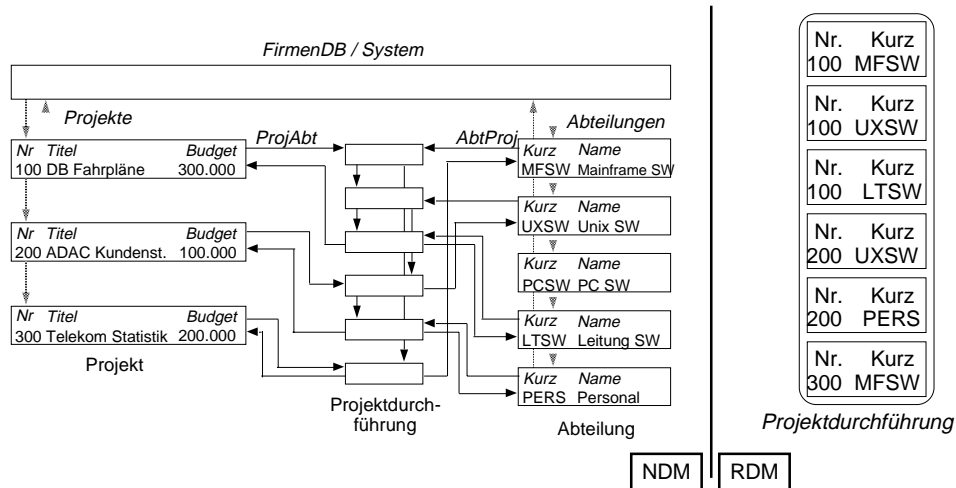 FirmenDB / System
Projekte
ProjAbt
AbtProj
Abteilungen
Nr Titel Budget
100 DB Fahrpläne 300.000
Nr Titel Budget
200 ADAC Kundenst. 100.000
Nr Titel Budget
300 Telekom Statistik 200.000
Projekt
Projektdurch-
führung
Kurz Name
MFSW Mainframe SW
Kurz Name
UXSW Unix SW
Kurz Name
PCSW PC SW
Kurz Name
LTSW Leitung SW
Kurz Name
PERS Personal
Abteilung
NDM
RDM
Nr. Kurz
100 MFSW
Nr. Kurz
100 UXSW
Nr. Kurz
100 LTSW
Nr. Kurz
200 UXSW
Nr. Kurz
200 PERS
Nr. Kurz
300 MFSW
Projektdurchführung